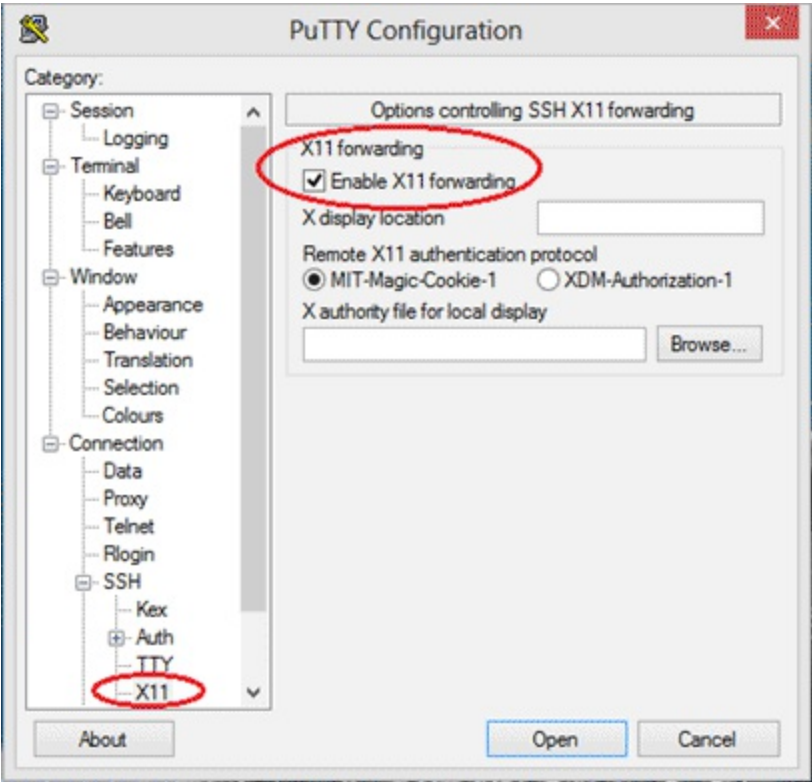 PuTTY Configuration
Category:
Session
Logging
Terminal
Keyboard
Bell
Features
Window
Appearance
Behaviour
Translation
Selection
Colours
Connection
Data
Proxy
Telnet
Rlogin
SSH
Kex
Auth
TTY
X11
Options controlling SSH X11 forwarding
X11 forwarding
Enable X11 forwarding
X display location
Remote X11 authentication protocol
MIT-Magic-Cookie-1 XDM-Authorization-1
X authority file for local display
Browse...
About Open Cancel